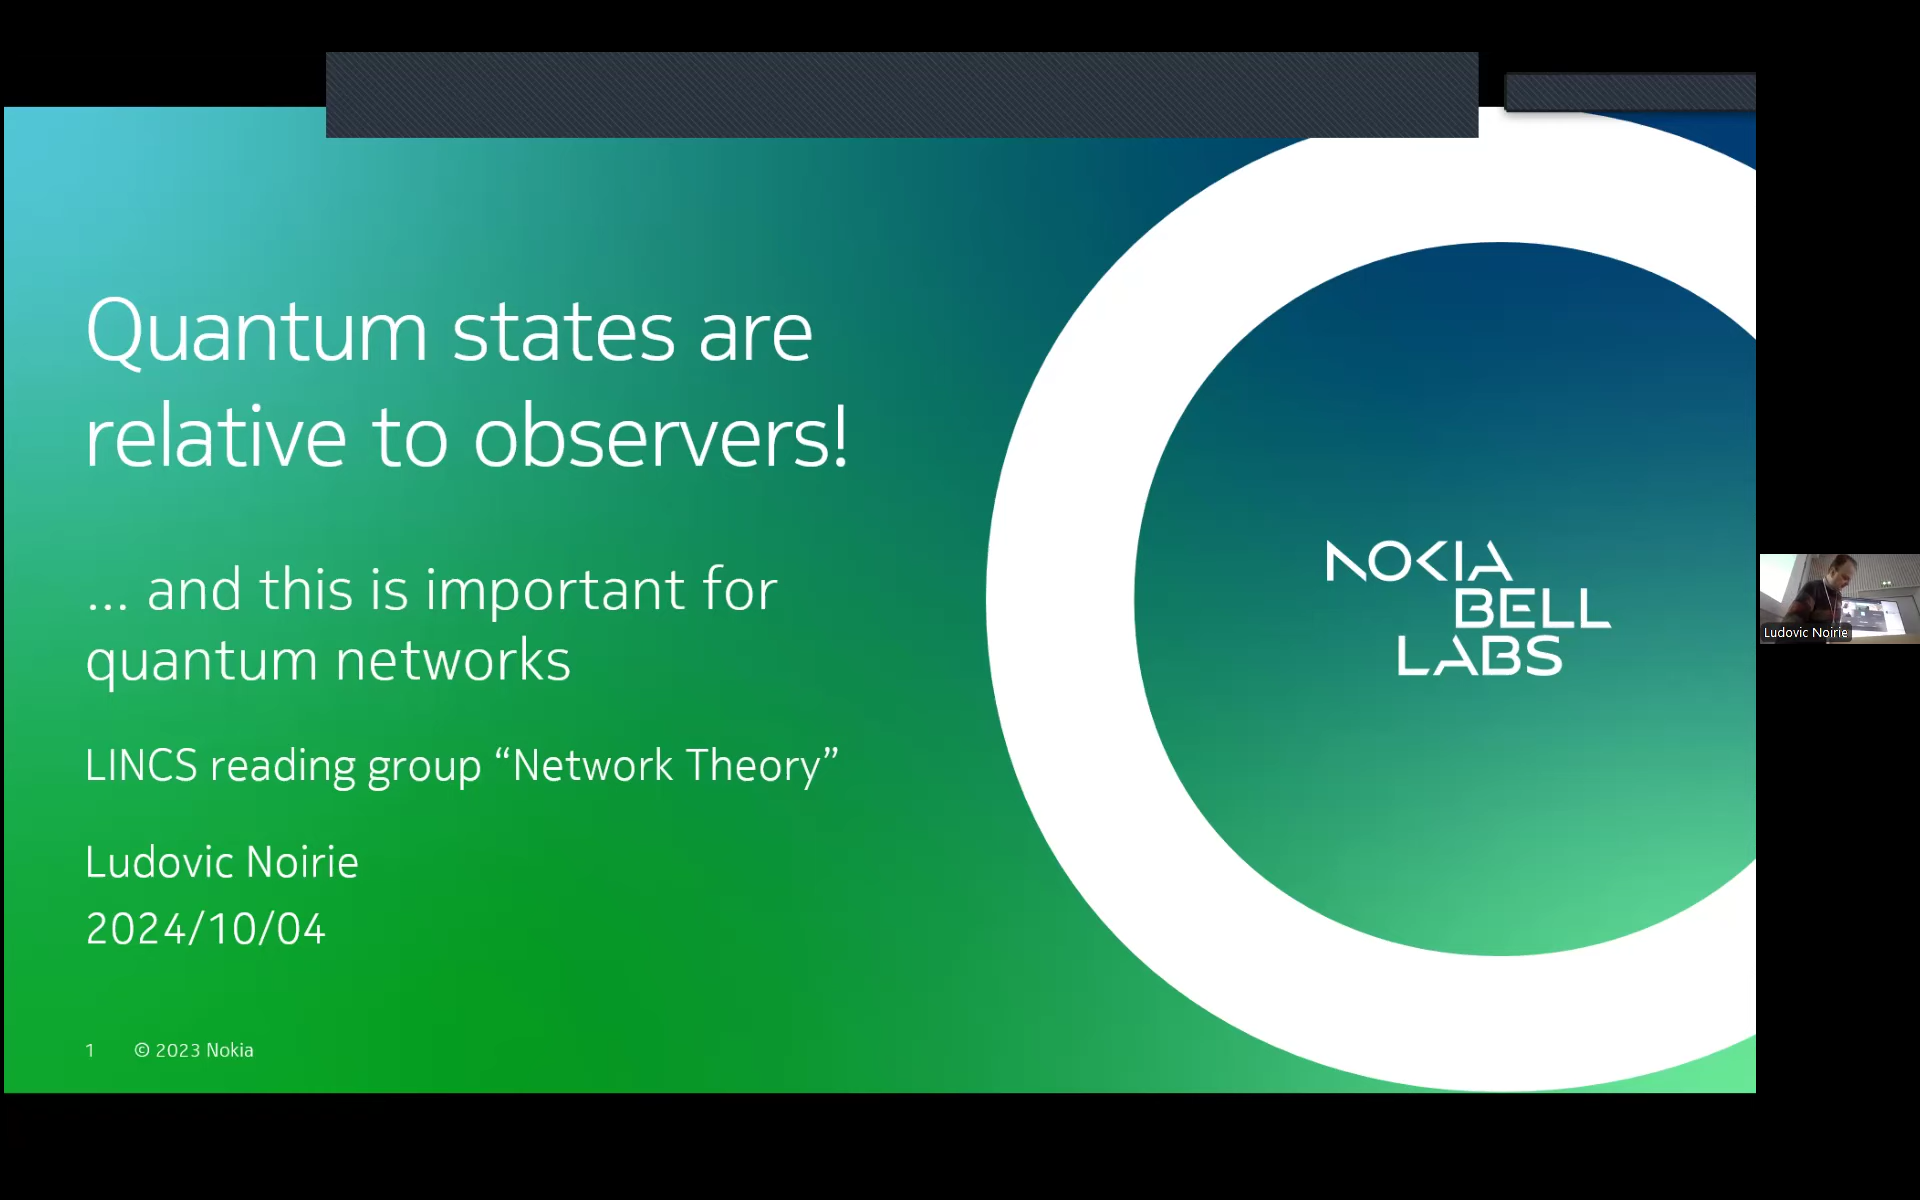 Quantum states are
relative to observers!
... and this is important for
quantum networks
LINCS reading group “Network Theory”
Ludovic Noirie
2024/10/04
1 © 2023 Nokia
NOKIA
BELL
LABS
Ludovic Noirie